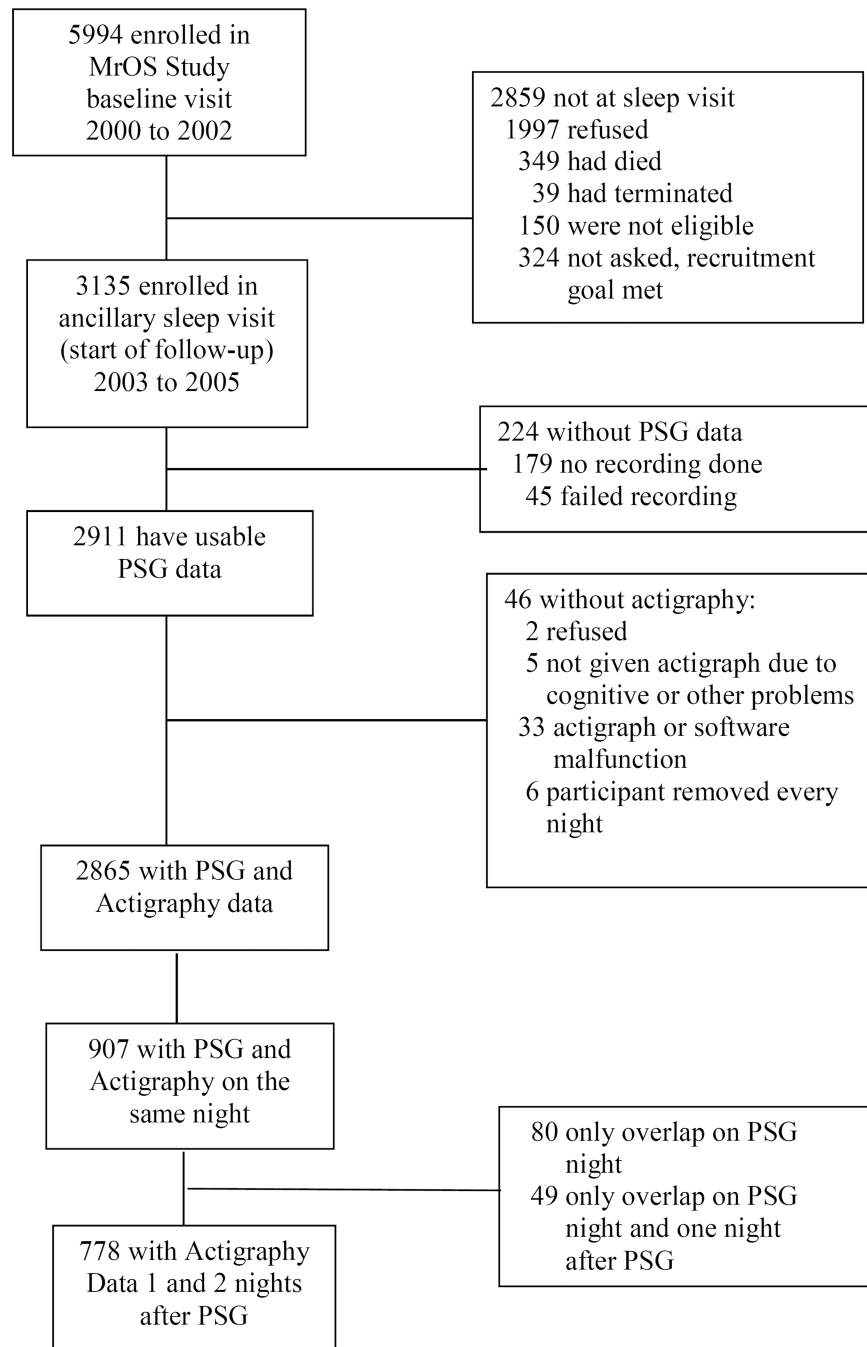 5994 enrolled in
MrOS Study
baseline visit
2000 to 2002
2859 not at sleep visit
1997 refused
349 had died
39 had terminated
150 were not eligible
324 not asked, recruitment
goal met
3135 enrolled in
ancillary sleep visit
(start of follow-up)
2003 to 2005
224 without PSG data
179 no recording done
45 failed recording
2911 have usable
PSG data
46 without actigraphy:
2 refused
5 not given actigraph due to
cognitive or other problems
33 actigraph or software
malfunction
6 participant removed every
night
2865 with PSG and
Actigraphy data
907 with PSG and
Actigraphy on the
same night
80 only overlap on PSG
night
49 only overlap on PSG
night and one night
after PSG
778 with Actigraphy
Data 1 and 2 nights
after PSG